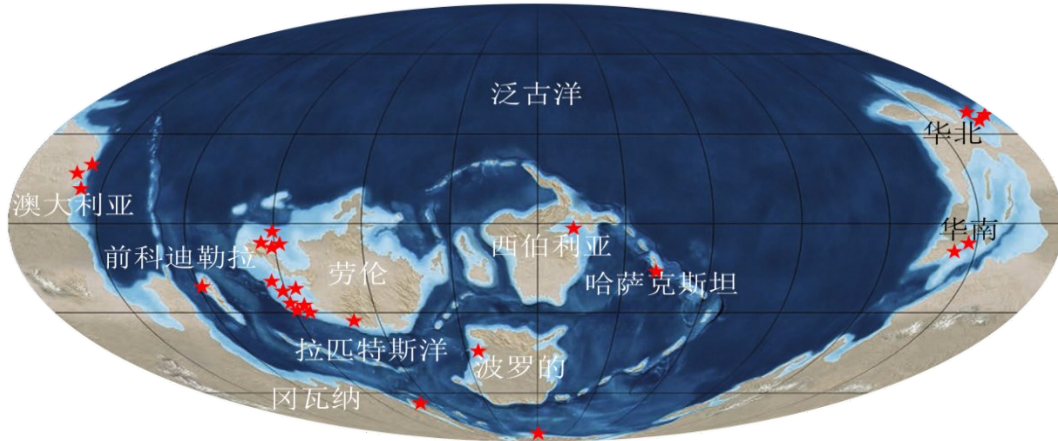 泛古洋
华北
澳大利亚
前科迪勒拉
劳伦
西伯利亚
哈萨克斯坦
华南
拉匹特斯洋
波罗的
冈瓦纳